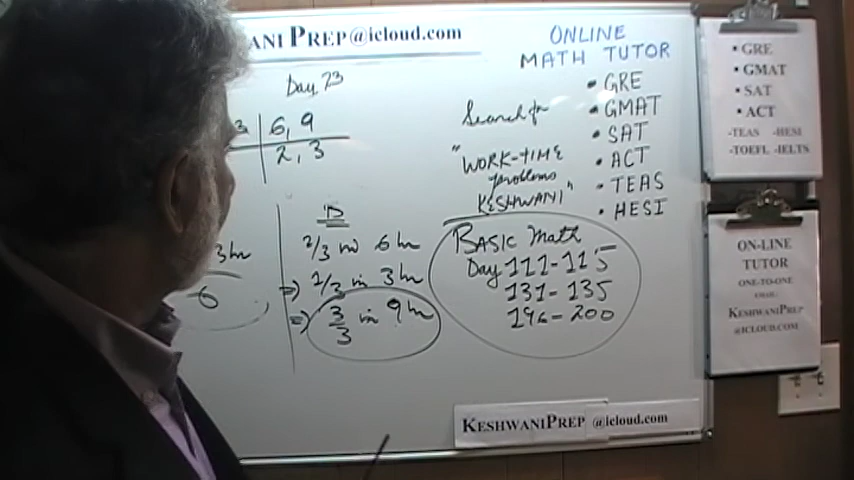 ANI PREP@icloud.com
Day 73
3 | 6, 9
2, 3
3hr
6
D
2/3 in 6 hr
=> 1/3 in 3 hr
=> 3/3 in 9 hr
ONLINE
MATH TUTOR
• GRE
• GMAT
• SAT
• ACT
• TEAS
• HESI
Search for
"WORK-TIME
problems
KESHWANI"
BASIC Math
Day 111-115
131-135
196-200
KESHWANIPREP @icloud.com
• GRE
• GMAT
• SAT
• ACT
-TEAS -HESI
-TOEFL -IELTS
ON-LINE
TUTOR
ONE-TO-ONE
KESHWANIPREP
@ICLOUD.COM